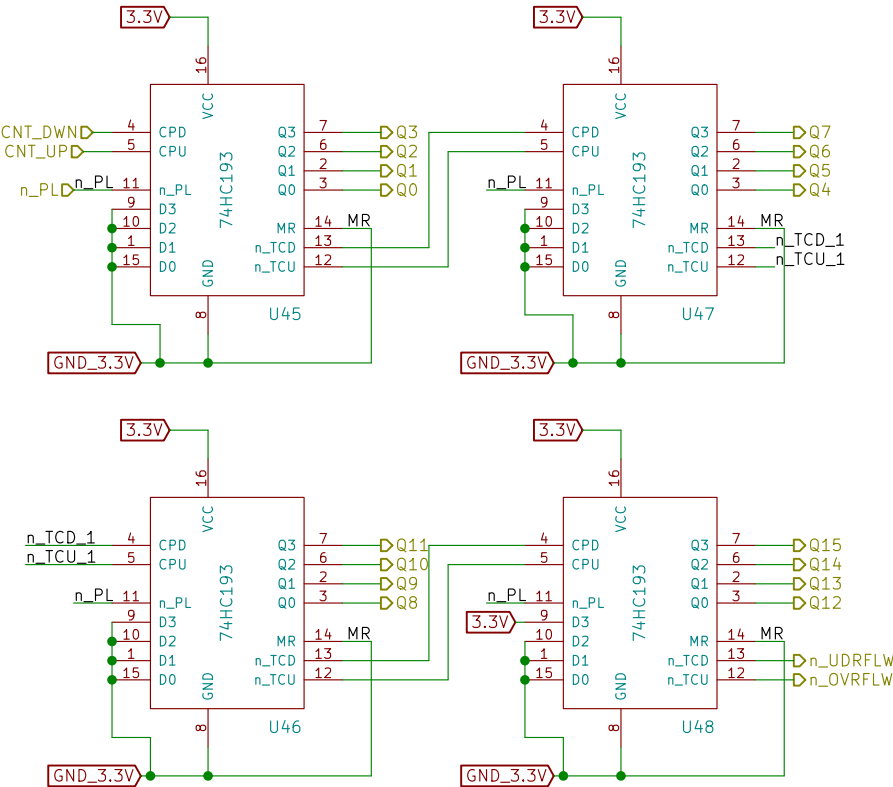 3.3V
16
VCC
CNT_DWN 4 CPD Q3 7 Q3
CNT_UP 5 CPU Q2 6 Q2
Q1 2 Q1
n_PL n_PL 11 n_PL Q0 3 Q0
9 D3
10 D2 MR 14 MR
1 D1 n_TCD 13
15 D0 n_TCU 12
74HC193
GND
8
U45
GND_3.3V
3.3V
16
VCC
4 CPD Q3 7 Q7
5 CPU Q2 6 Q6
Q1 2 Q5
n_PL 11 n_PL Q0 3 Q4
9 D3
10 D2 MR 14 MR
1 D1 n_TCD 13 n_TCD_1
15 D0 n_TCU 12 n_TCU_1
74HC193
GND
8
U47
GND_3.3V
3.3V
16
VCC
n_TCD_1 4 CPD Q3 7 Q11
n_TCU_1 5 CPU Q2 6 Q10
Q1 2 Q9
n_PL 11 n_PL Q0 3 Q8
9 D3
10 D2 MR 14 MR
1 D1 n_TCD 13
15 D0 n_TCU 12
74HC193
GND
8
U46
GND_3.3V
3.3V
16
VCC
4 CPD Q3 7 Q15
5 CPU Q2 6 Q14
Q1 2 Q13
n_PL 11 n_PL Q0 3 Q12
3.3V 9 D3
10 D2 MR 14 MR
1 D1 n_TCD 13 n_UDRFLW
15 D0 n_TCU 12 n_OVRFLW
74HC193
GND
8
U48
GND_3.3V